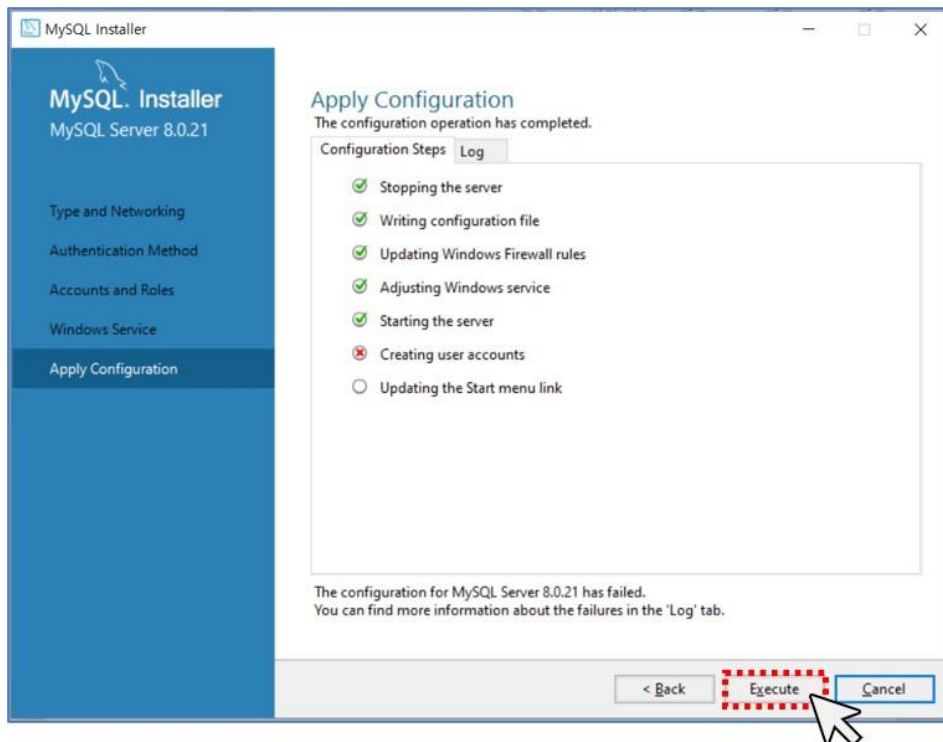 MySQL Installer
MySQL. Installer
MySQL Server 8.0.21
Type and Networking
Authentication Method
Accounts and Roles
Windows Service
Apply Configuration
Apply Configuration
The configuration operation has completed.
Configuration Steps Log
Stopping the server
Writing configuration file
Updating Windows Firewall rules
Adjusting Windows service
Starting the server
Creating user accounts
Updating the Start menu link
The configuration for MySQL Server 8.0.21 has failed.
You can find more information about the failures in the 'Log' tab.
< Back Execute Cancel